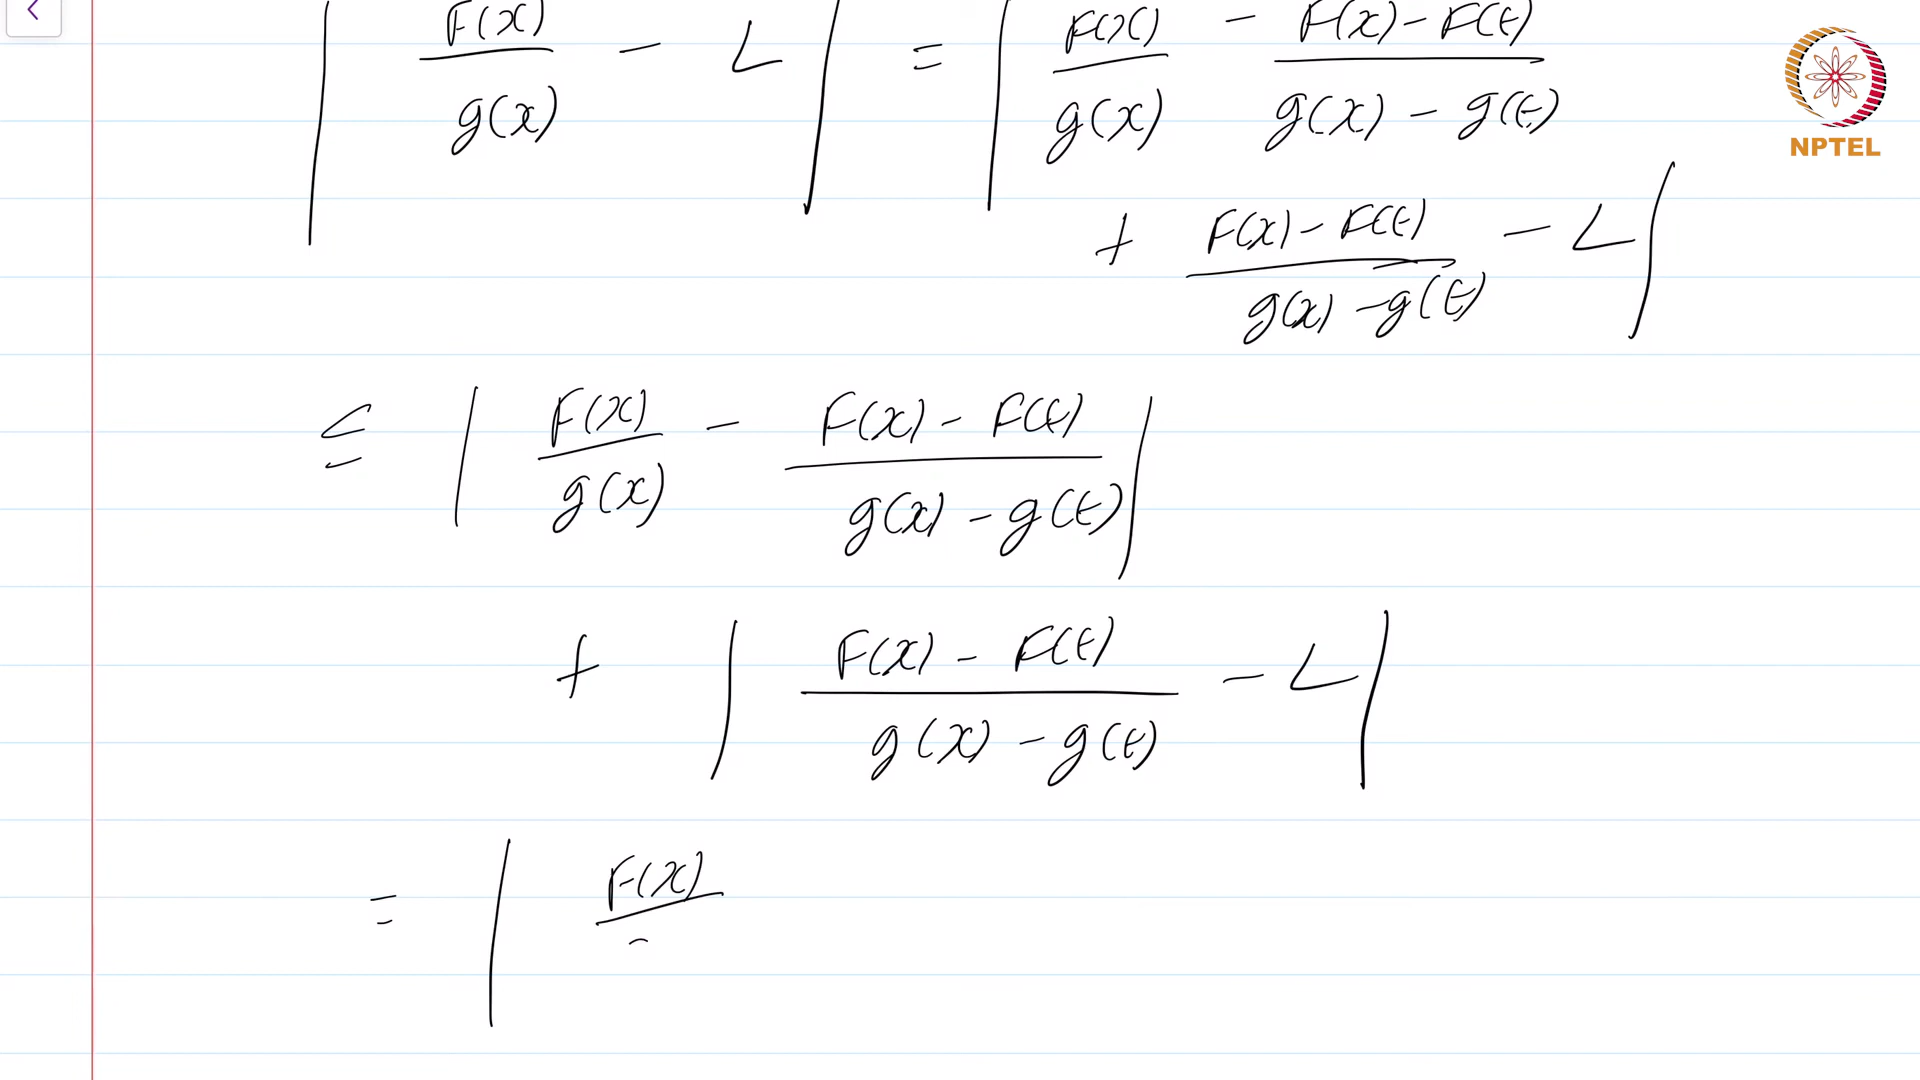 | F(x)/g(x) - L | = | F(x)/g(x) - (F(x) - F(t))/(g(x) - g(t))
+ (F(x) - F(t))/(g(x) - g(t)) - L |
≤ | F(x)/g(x) - (F(x) - F(t))/(g(x) - g(t)) |
+ | (F(x) - F(t))/(g(x) - g(t)) - L |
= | F(x)/
NPTEL